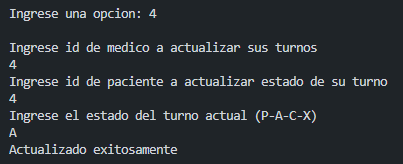 Ingrese una opcion: 4
Ingrese id de medico a actualizar sus turnos
4
Ingrese id de paciente a actualizar estado de su turno
4
Ingrese el estado del turno actual (P-A-C-X)
A
Actualizado exitosamente